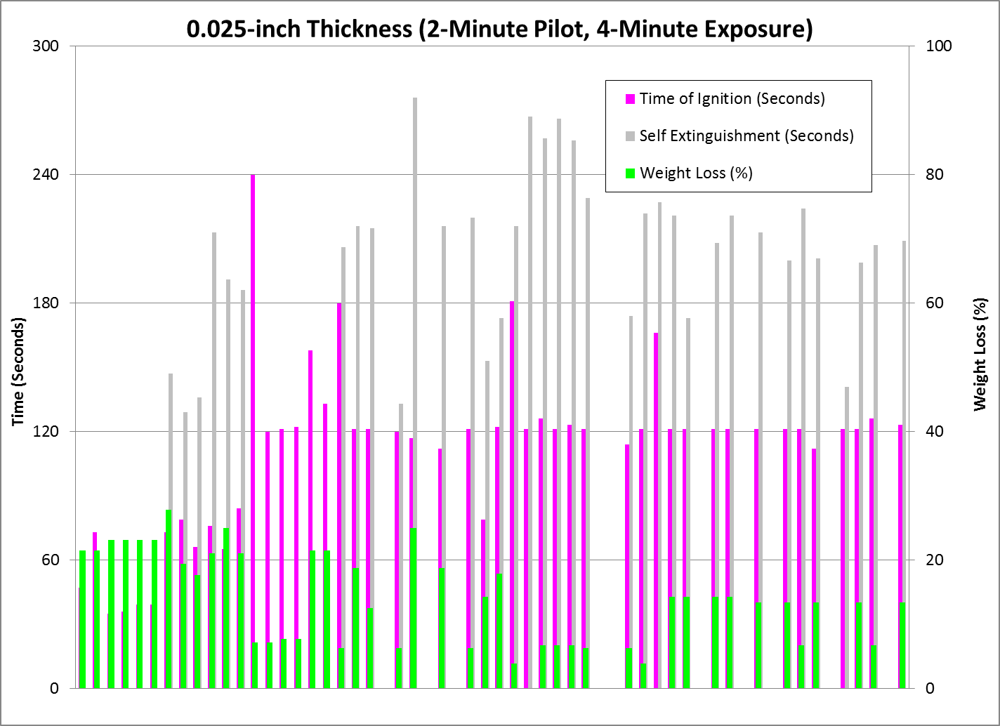 0.025-inch Thickness (2-Minute Pilot, 4-Minute Exposure)
300
240
180
120
60
0
Time (Seconds)
Time of Ignition (Seconds)
Self Extinguishment (Seconds)
Weight Loss (%)
100
80
60
40
20
0
Weight Loss (%)